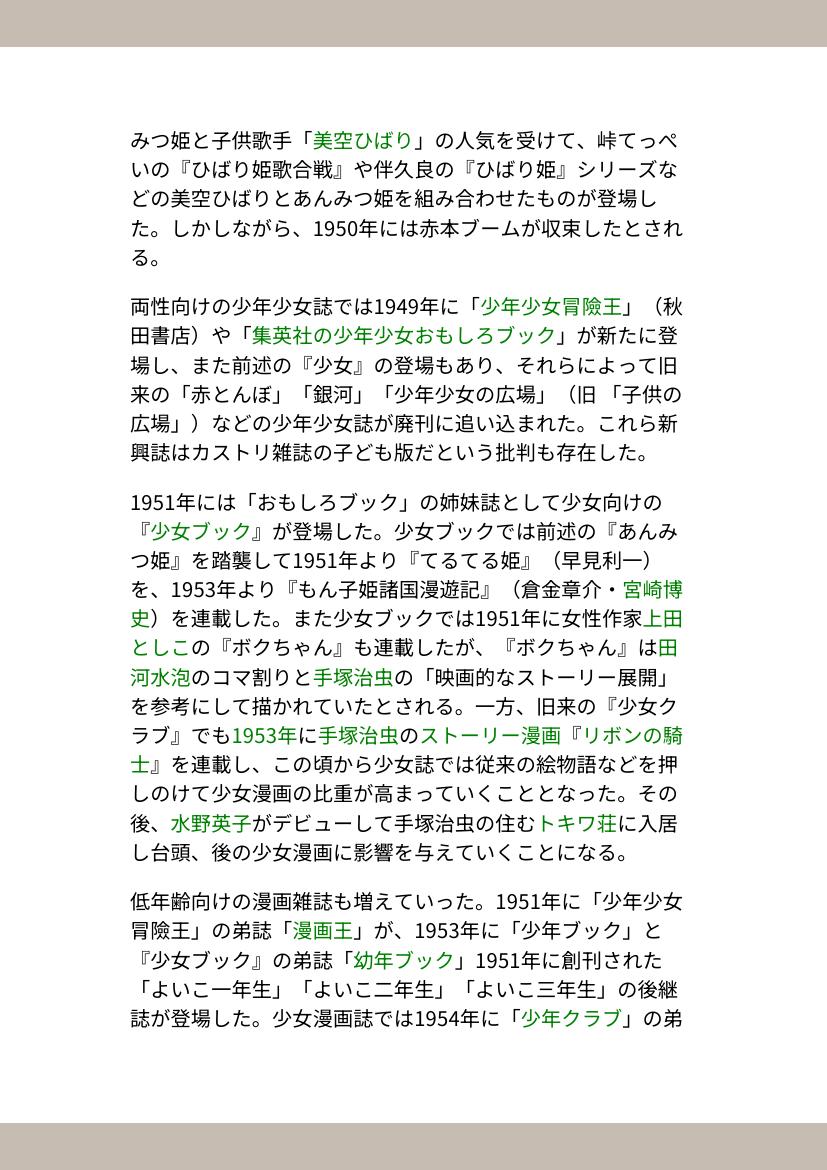 みつ姫と子供歌手「美空ひばり」の人気を受けて、峠てっぺ
いの『ひばり姫歌合戦』や伴久良の『ひばり姫』シリーズな
どの美空ひばりとあんみつ姫を組み合わせたものが登場し
た。しかしながら、1950年には赤本ブームが収束したとされ
る。
両性向けの少年少女誌では1949年に「少年少女冒險王」（秋
田書店）や「集英社の少年少女おもしろブック」が新たに登
場し、また前述の『少女』の登場もあり、それらによって旧
来の「赤とんぼ」「銀河」「少年少女の広場」（旧 「子供の
広場」）などの少年少女誌が廃刊に追い込まれた。これら新
興誌はカストリ雑誌の子ども版だという批判も存在した。
1951年には「おもしろブック」の姉妹誌として少女向けの
『少女ブック』が登場した。少女ブックでは前述の『あんみ
つ姫』を踏襲して1951年より『てるてる姫』（早見利一）
を、1953年より『もん子姫諸国漫遊記』（倉金章介・宮崎博
史）を連載した。また少女ブックでは1951年に女性作家上田
としこの『ボクちゃん』も連載したが、『ボクちゃん』は田
河水泡のコマ割りと手塚治虫の「映画的なストーリー展開」
を参考にして描かれていたとされる。一方、旧来の『少女ク
ラブ』でも1953年に手塚治虫のストーリー漫画『リボンの騎
士』を連載し、この頃から少女誌では従来の絵物語などを押
しのけて少女漫画の比重が高まっていくこととなった。その
後、水野英子がデビューして手塚治虫の住むトキワ荘に入居
し台頭、後の少女漫画に影響を与えていくことになる。
低年齢向けの漫画雑誌も増えていった。1951年に「少年少女
冒險王」の弟誌「漫画王」が、1953年に「少年ブック」と
『少女ブック』の弟誌「幼年ブック」1951年に創刊された
「よいこ一年生」「よいこ二年生」「よいこ三年生」の後継
誌が登場した。少女漫画誌では1954年に「少年クラブ」の弟